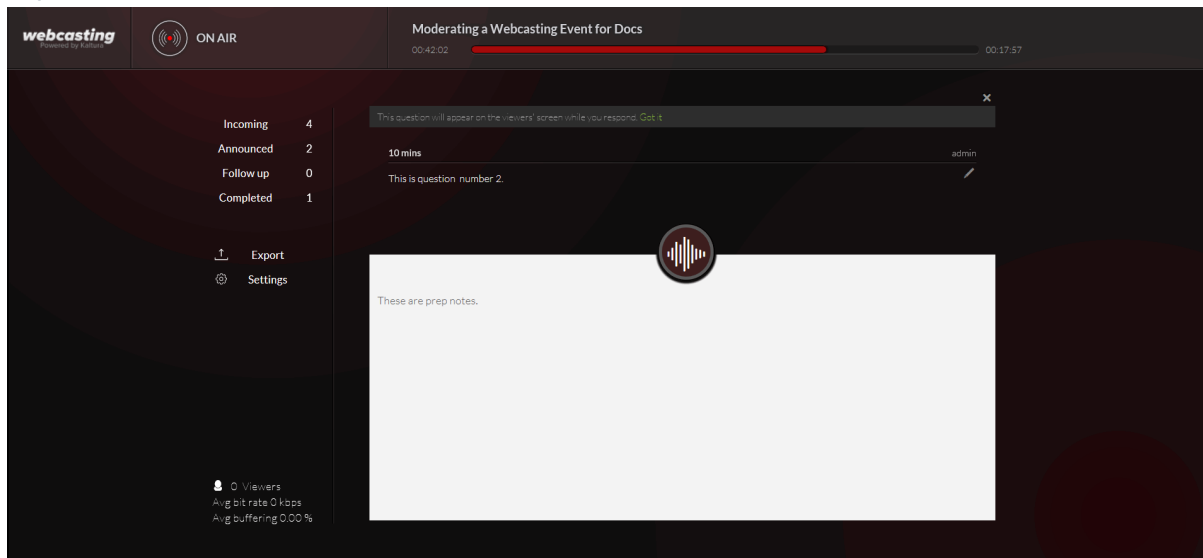 webcasting
Powered by Kaltura
ON AIR
Moderating a Webcasting Event for Docs
00:42:02
00:17:57
Incoming 4
Announced 2
Follow up 0
Completed 1
Export
Settings
0 Viewers
Avg bit rate 0 kbps
Avg buffering 0.00 %
This question will appear on the viewers' screen while you respond. Got it
10 mins admin
This is question number 2.
These are prep notes.